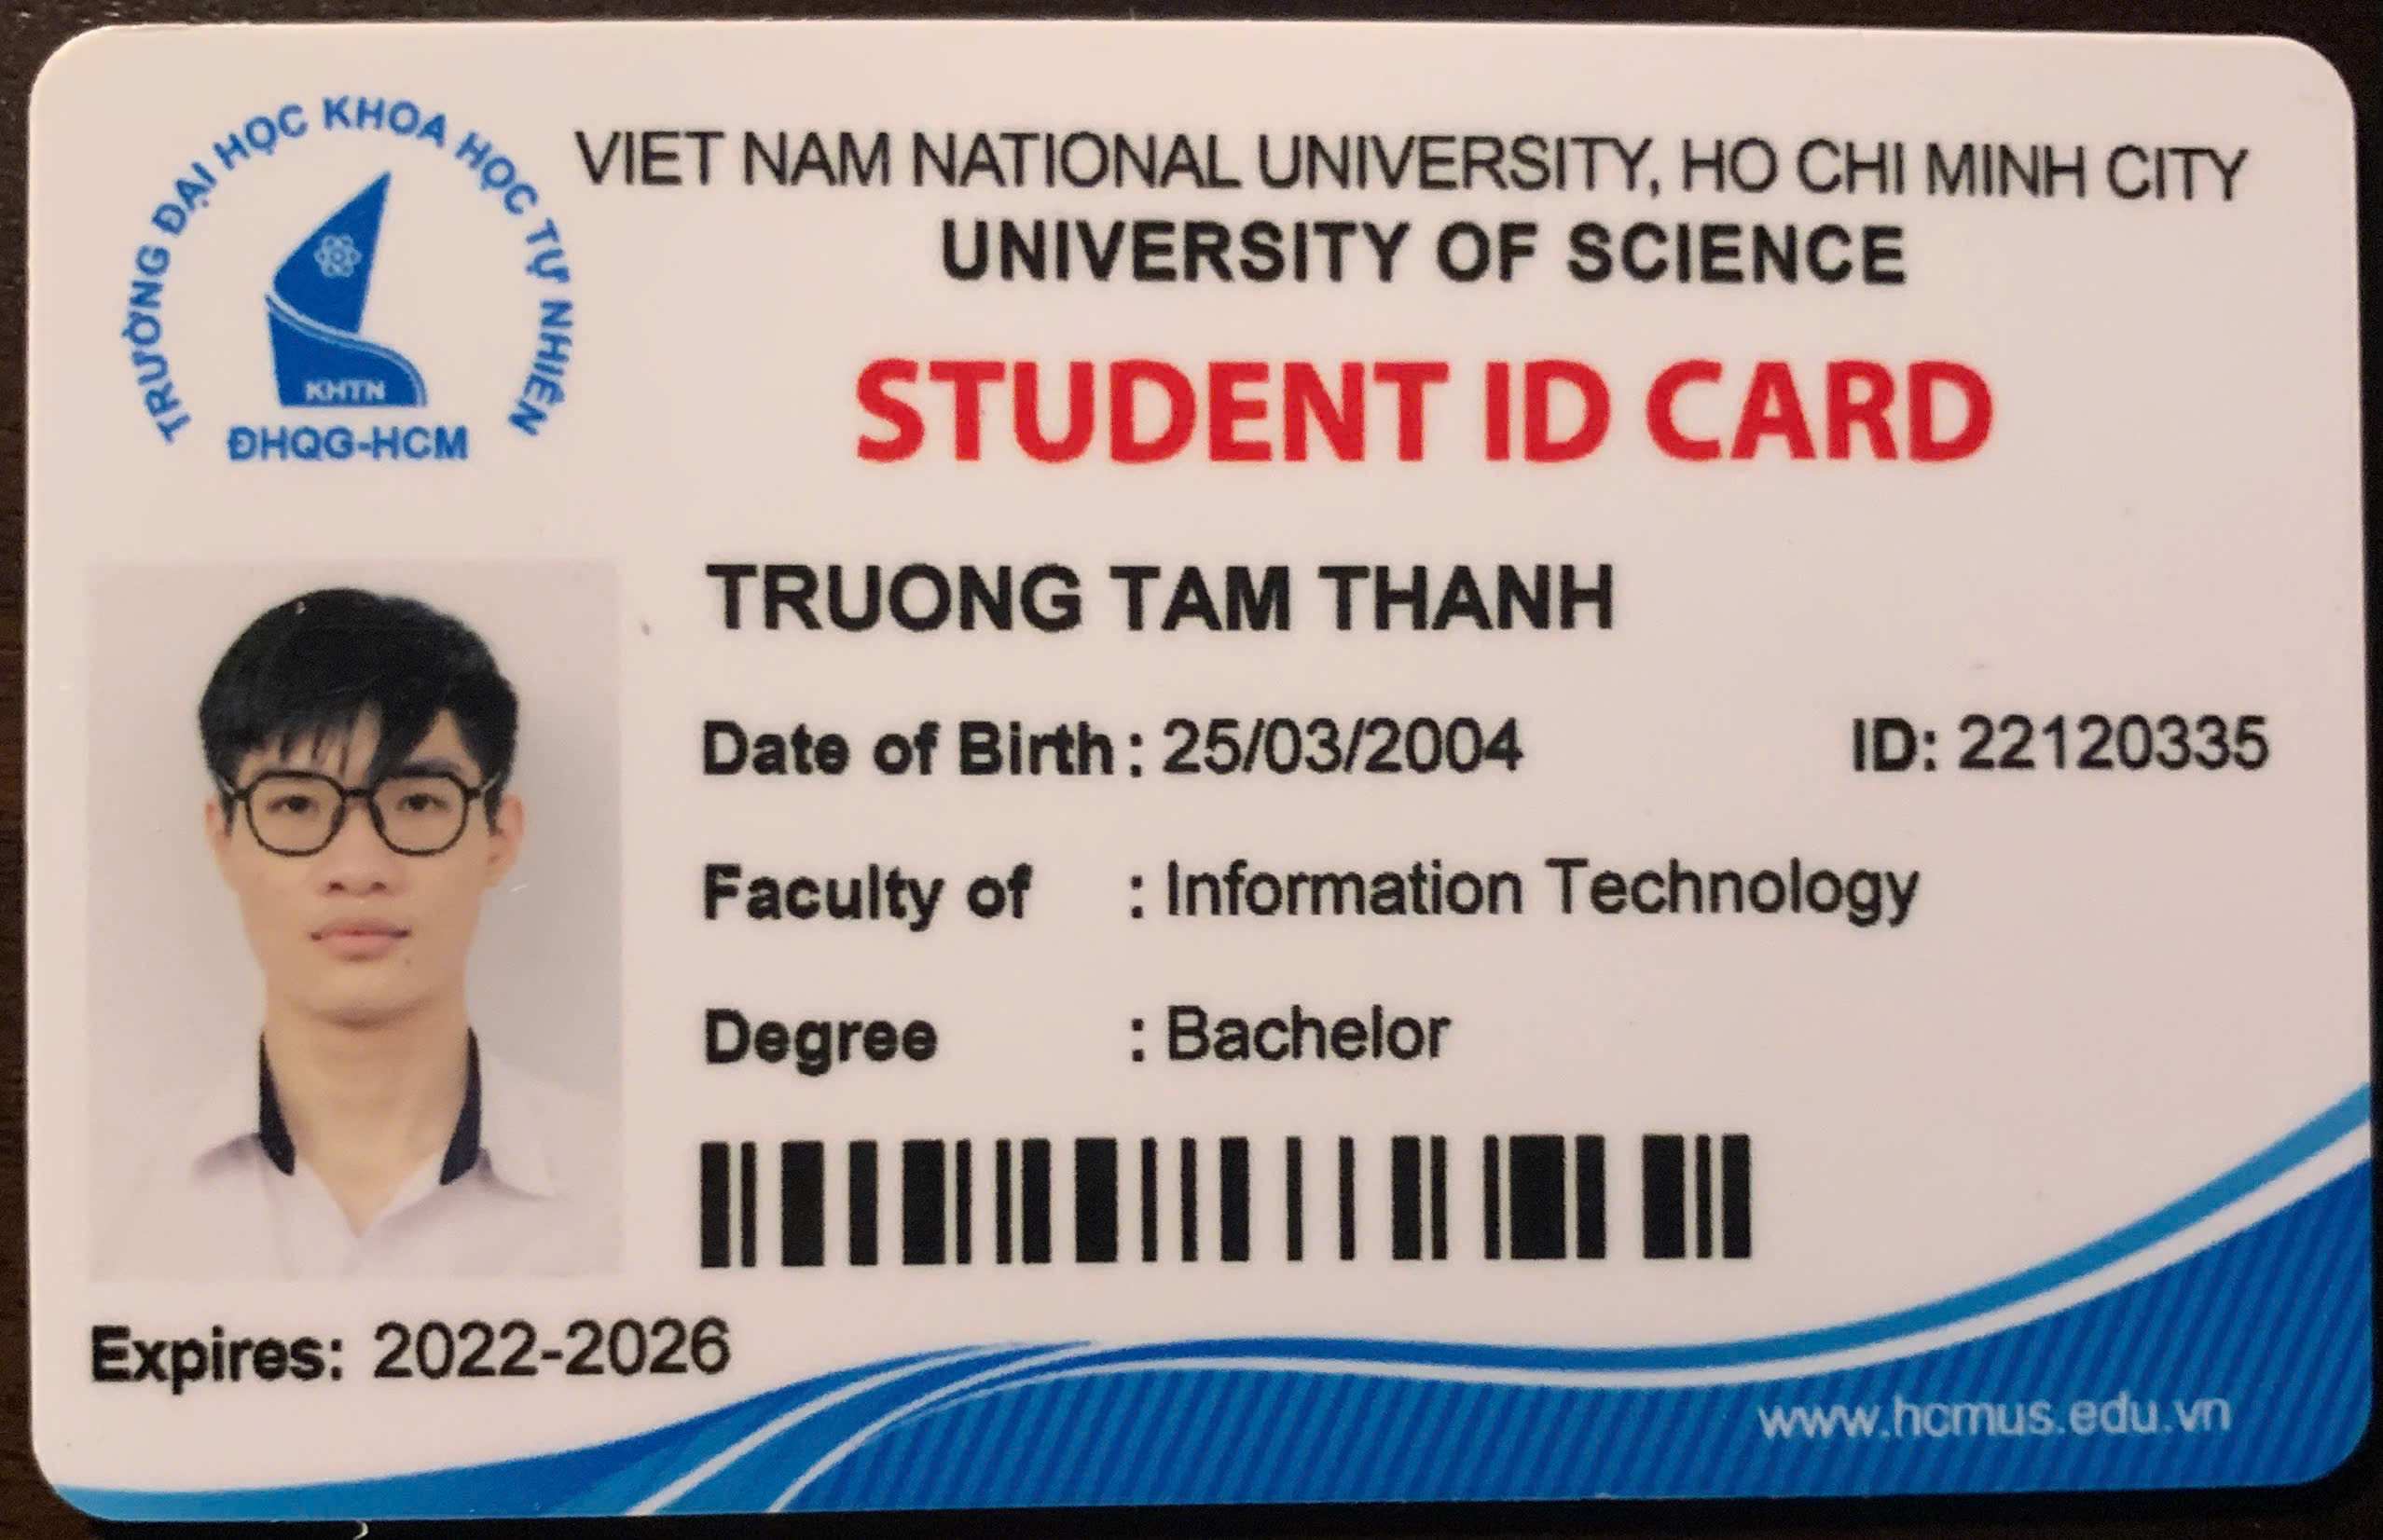 TRƯỜNG ĐẠI HỌC KHOA HỌC TỰ NHIÊN
KHTN
ĐHQG-HCM
VIET NAM NATIONAL UNIVERSITY, HO CHI MINH CITY
UNIVERSITY OF SCIENCE
STUDENT ID CARD
TRUONG TAM THANH
Date of Birth : 25/03/2004 ID: 22120335
Faculty of : Information Technology
Degree : Bachelor
Expires: 2022-2026
www.hcmus.edu.vn